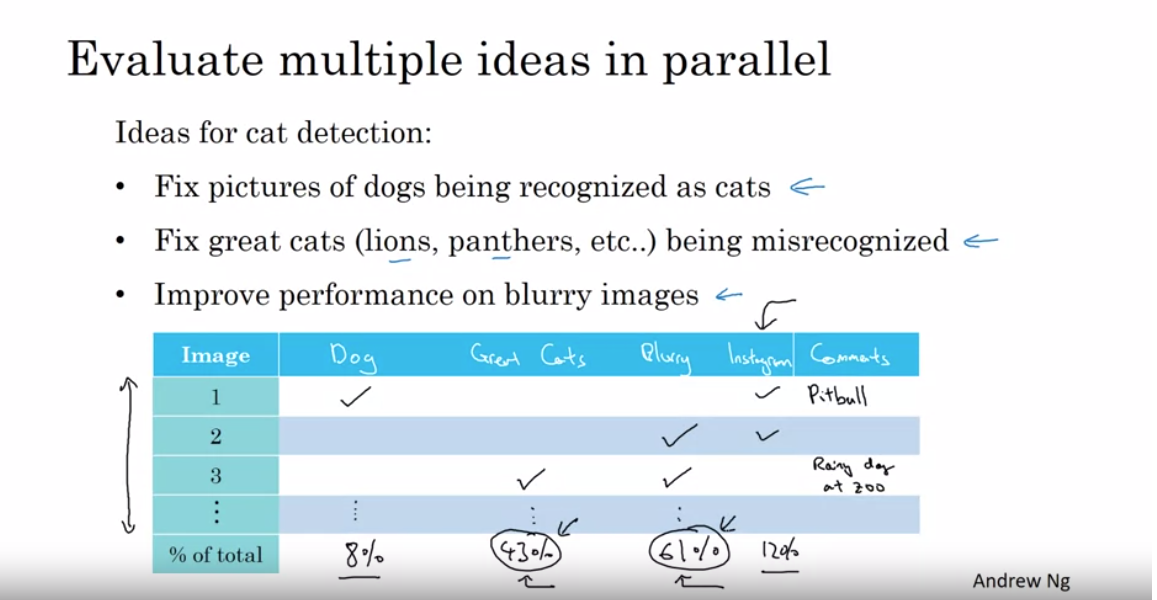 Evaluate multiple ideas in parallel
Ideas for cat detection:
• Fix pictures of dogs being recognized as cats
• Fix great cats (lions, panthers, etc..) being misrecognized
• Improve performance on blurry images
Image Dog Great Cats Blurry Instagram Comments
1 ✓ ✓ Pitbull
2 ✓ ✓
3 ✓ ✓ Rainy day
at zoo
⋮ ⋮ ⋮ ⋮
% of total 8% 43% 61% 12%
Andrew Ng